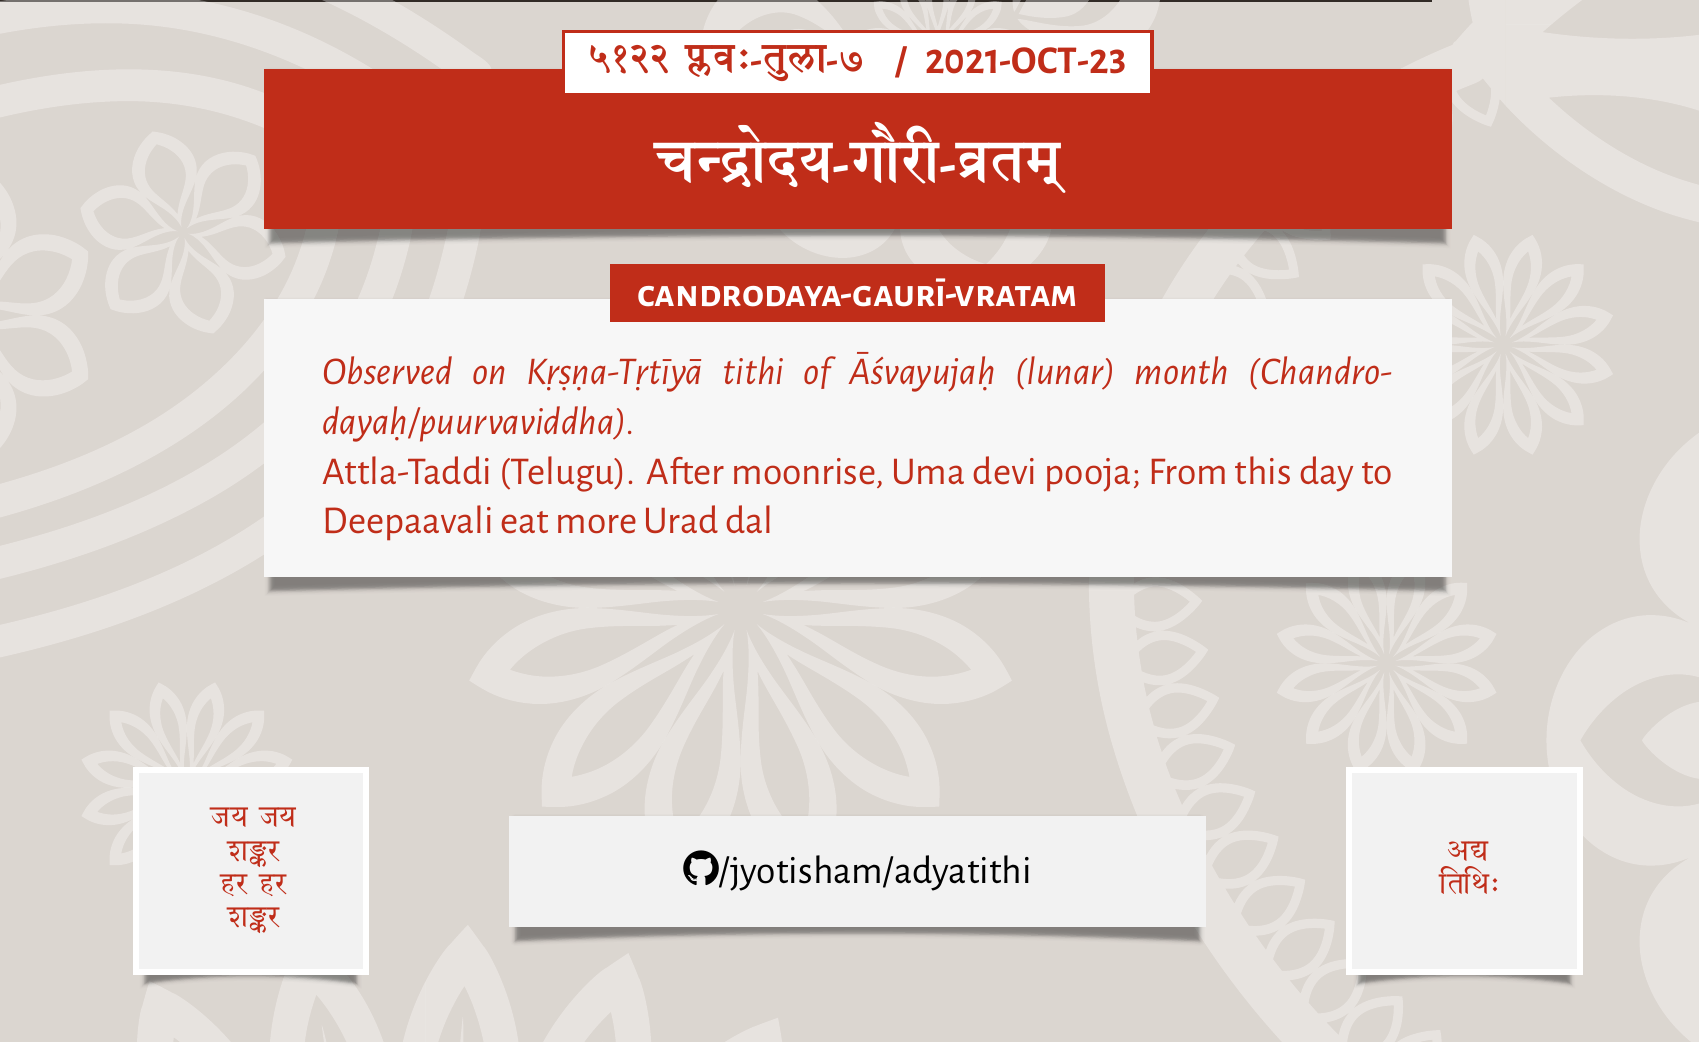 ५१२२ प्लवः-तुला-७ / 2021-OCT-23
चन्द्रोदय-गौरी-व्रतम्
CANDRODAYA-GAURĪ-VRATAM
Observed on Kṛṣṇa-Tṛtīyā tithi of Āśvayujaḥ (lunar) month (Chandro-
dayaḥ/puurvaviddha).
Attla-Taddi (Telugu). After moonrise, Uma devi pooja; From this day to
Deepaavali eat more Urad dal
जय जय
शङ्कर
हर हर
शङ्कर
/jyotisham/adyatithi
अद्य
तिथिः